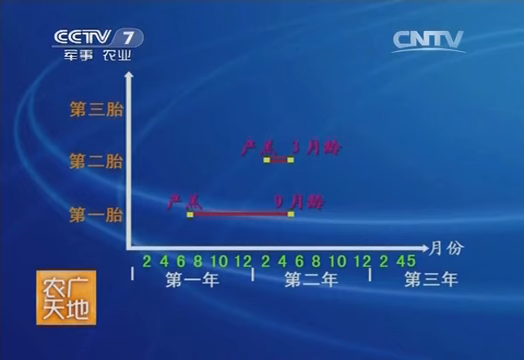 CCTV 7
军事 农业
CNTV
第三胎
第二胎
产羔 3月龄
第一胎
产羔 9月龄
月份
2 4 6 8 10 12 2 4 6 8 10 12 2 45
第一年 第二年 第三年
农广天地